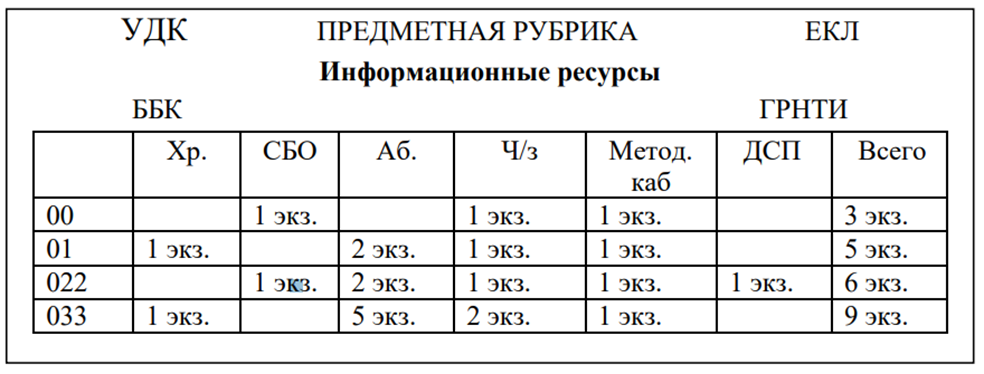 УДК ПРЕДМЕТНАЯ РУБРИКА ЕКЛ
Информационные ресурсы
ББК ГРНТИ
Хр. СБО Аб. Ч/з Метод. каб ДСП Всего
00 1 экз. 1 экз. 1 экз. 3 экз.
01 1 экз. 2 экз. 1 экз. 1 экз. 5 экз.
022 1 экз. 2 экз. 1 экз. 1 экз. 1 экз. 6 экз.
033 1 экз. 5 экз. 2 экз. 1 экз. 9 экз.